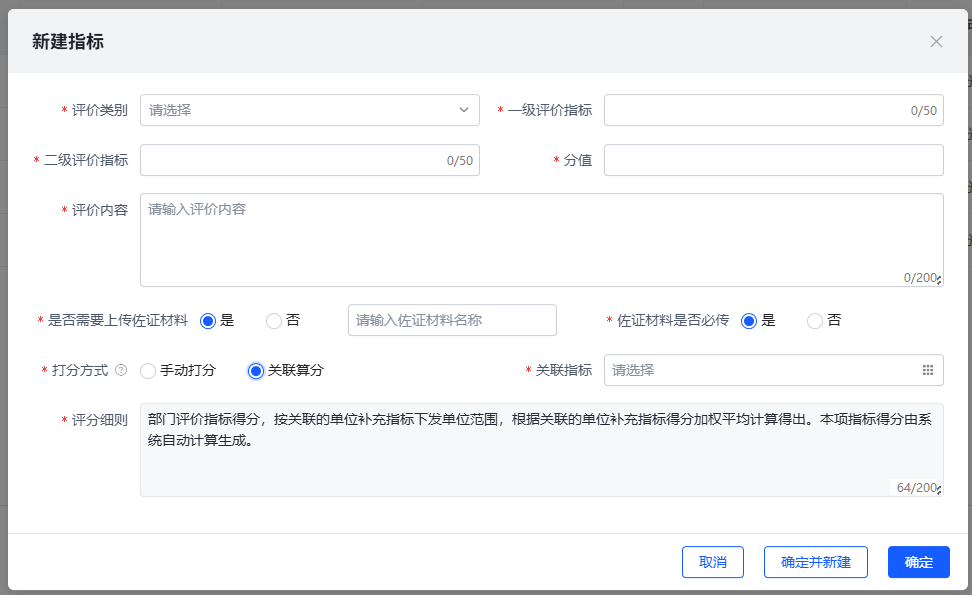 新建指标
* 评价类别 请选择 * 一级评价指标 0/50
* 二级评价指标 0/50 * 分值
* 评价内容 请输入评价内容
0/200
* 是否需要上传佐证材料 是 否 请输入佐证材料名称 * 佐证材料是否必传 是 否
* 打分方式 ? 手动打分 关联算分 * 关联指标 请选择
* 评分细则 部门评价指标得分，按关联的单位补充指标下发单位范围，根据关联的单位补充指标得分加权平均计算得出。本项指标得分由系
统自动计算生成。
64/200
取消 确定并新建 确定